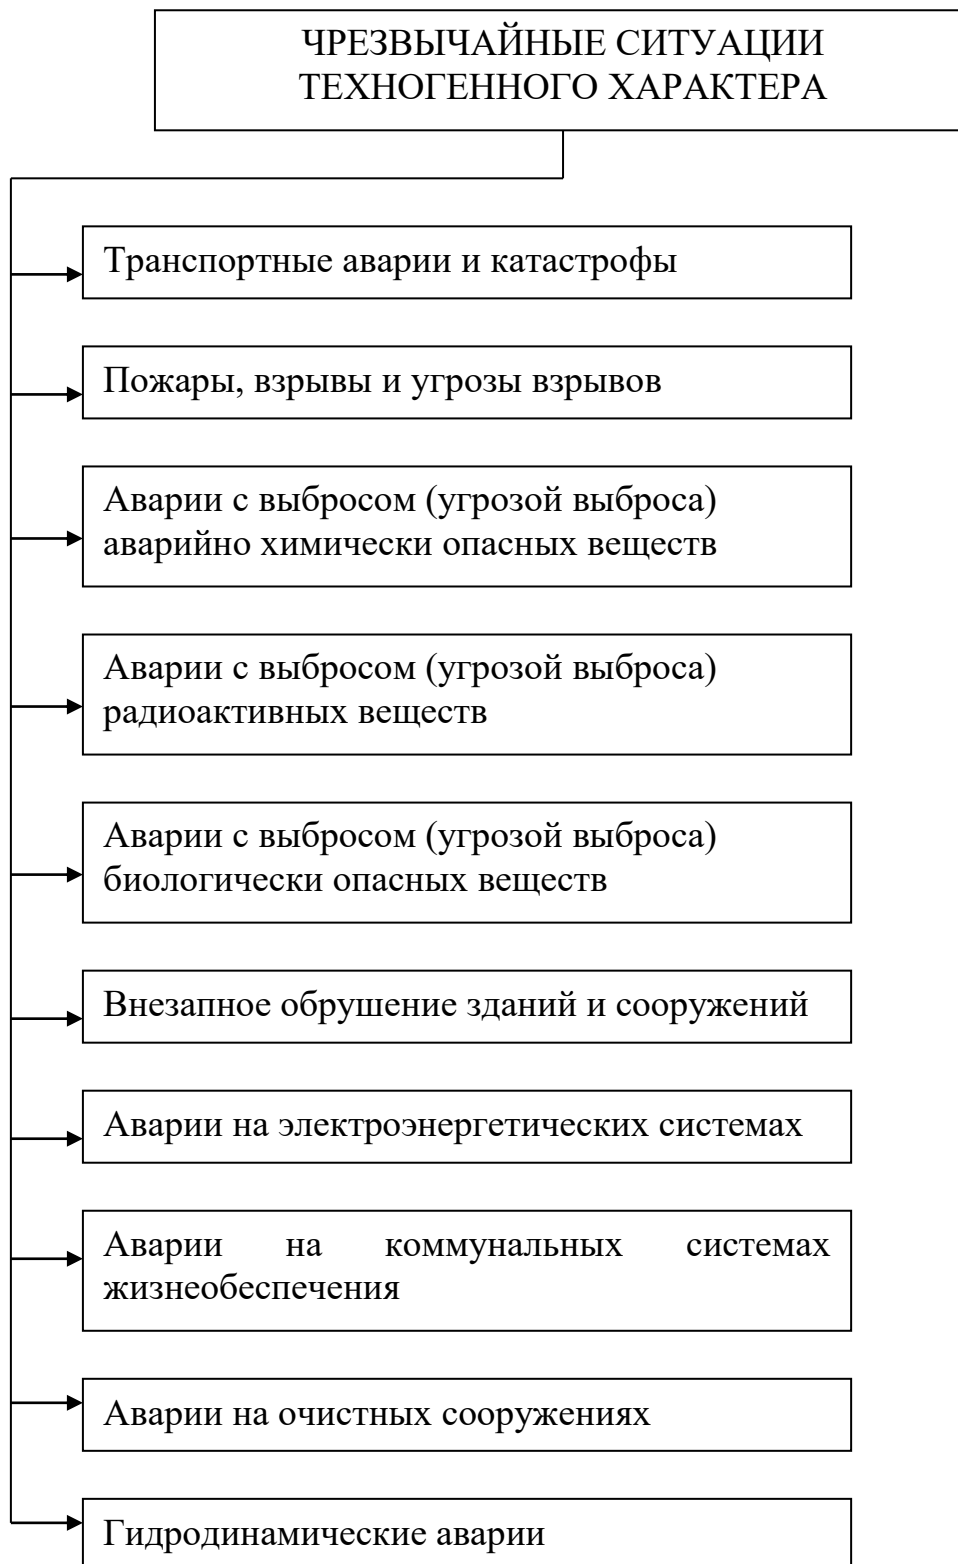 ЧРЕЗВЫЧАЙНЫЕ СИТУАЦИИ
ТЕХНОГЕННОГО ХАРАКТЕРА
Транспортные аварии и катастрофы
Пожары, взрывы и угрозы взрывов
Аварии с выбросом (угрозой выброса)
аварийно химически опасных веществ
Аварии с выбросом (угрозой выброса)
радиоактивных веществ
Аварии с выбросом (угрозой выброса)
биологически опасных веществ
Внезапное обрушение зданий и сооружений
Аварии на электроэнергетических системах
Аварии на коммунальных системах
жизнеобеспечения
Аварии на очистных сооружениях
Гидродинамические аварии